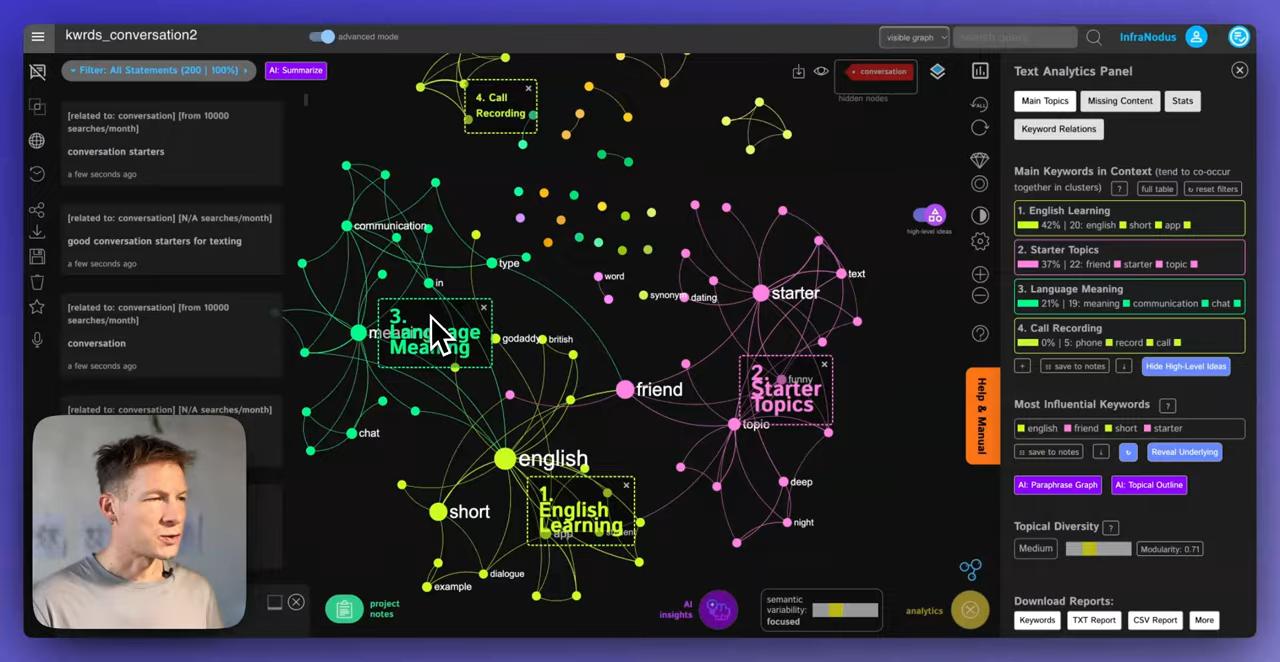 kwrds_conversation2
advanced mode
visible graph
search query
InfraNodus
Filter: All Statements (200 | 100%)
AI: Summarize
[related to: conversation] [from 10000
searches/month]
conversation starters
a few seconds ago
[related to: conversation] [N/A searches/month]
good conversation starters for texting
a few seconds ago
[related to: conversation] [from 10000
searches/month]
conversation
a few seconds ago
[related to: conversation] [N/A searches/month]
4. Call
Recording
conversation
hidden nodes
high-level ideas
communication
type
in
word
synonym
dating
starter
text
3.
Language
Meaning
godaddy
british
friend
2.
Starter
Topics
funny
topic
chat
english
short
1.
English
Learning
app
deep
night
dialogue
example
project
notes
AI
insights
semantic
variability:
focused
analytics
Help & Manual
Text Analytics Panel
Main Topics
Missing Content
Stats
Keyword Relations
Main Keywords in Context (tend to co-occur
together in clusters)
?
full table
↻ reset filters
1. English Learning
42% | 20: english short app
2. Starter Topics
37% | 22: friend starter topic
3. Language Meaning
21% | 19: meaning communication chat
4. Call Recording
0% | 5: phone record call
+
save to notes
↓
Hide High-Level Ideas
Most Influential Keywords
?
english friend short starter
save to notes
↓
↻
Reveal Underlying
AI: Paraphrase Graph
AI: Topical Outline
Topical Diversity
?
Medium
Modularity: 0.71
Download Reports:
Keywords
TXT Report
CSV Report
More